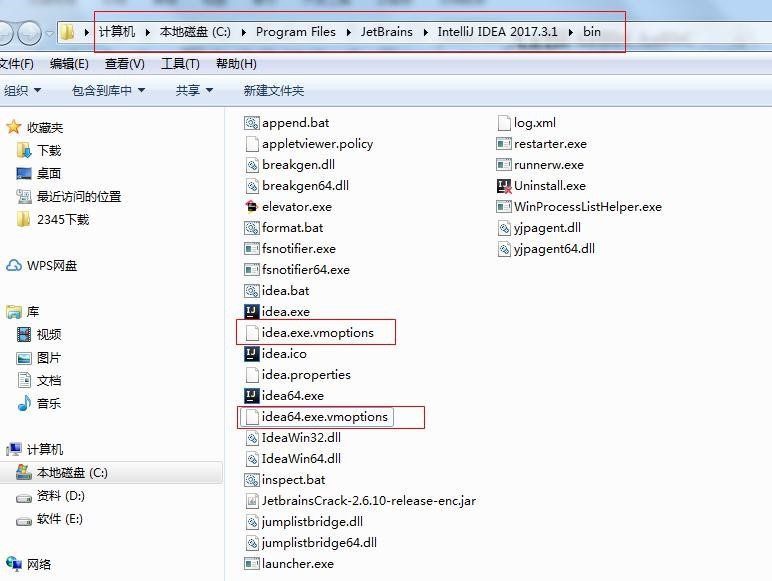 计算机 本地磁盘 (C:) Program Files JetBrains IntelliJ IDEA 2017.3.1 bin
文件(F) 编辑(E) 查看(V) 工具(T) 帮助(H)
组织 包含到库中 共享 新建文件夹
收藏夹
下载
桌面
最近访问的位置
2345下载
WPS网盘
库
视频
图片
文档
音乐
计算机
本地磁盘 (C:)
资料 (D:)
软件 (E:)
网络
append.bat
appletviewer.policy
breakgen.dll
breakgen64.dll
elevator.exe
format.bat
fsnotifier.exe
fsnotifier64.exe
idea.bat
idea.exe
idea.exe.vmoptions
idea.ico
idea.properties
idea64.exe
idea64.exe.vmoptions
IdeaWin32.dll
IdeaWin64.dll
inspect.bat
JetbrainsCrack-2.6.10-release-enc.jar
jumplistbridge.dll
jumplistbridge64.dll
launcher.exe
log.xml
restarter.exe
runnerw.exe
Uninstall.exe
WinProcessListHelper.exe
yjpagent.dll
yjpagent64.dll